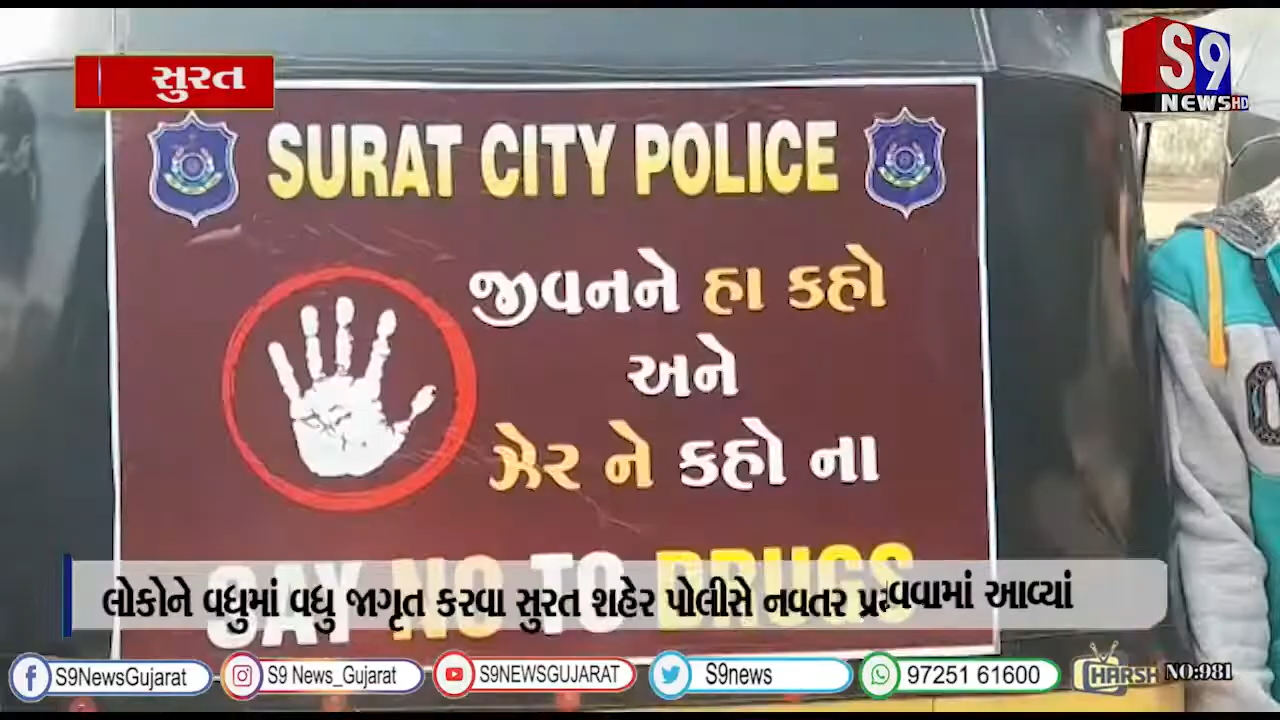 સુરત
S9
NEWS HD
SURAT CITY POLICE
જીવનને હા કહો
અને
ઝેર ને કહો ના
SAY NO TO DRUGS
લોકોને વધુમાં વધુ જાગૃત કરવા સુરત શહેર પોલીસે નવતર વવામાં આવ્યાં
S9NewsGujarat
S9 News_Gujarat
S9NEWSGUJARAT
S9news
97251 61600
CHARSH NO:981